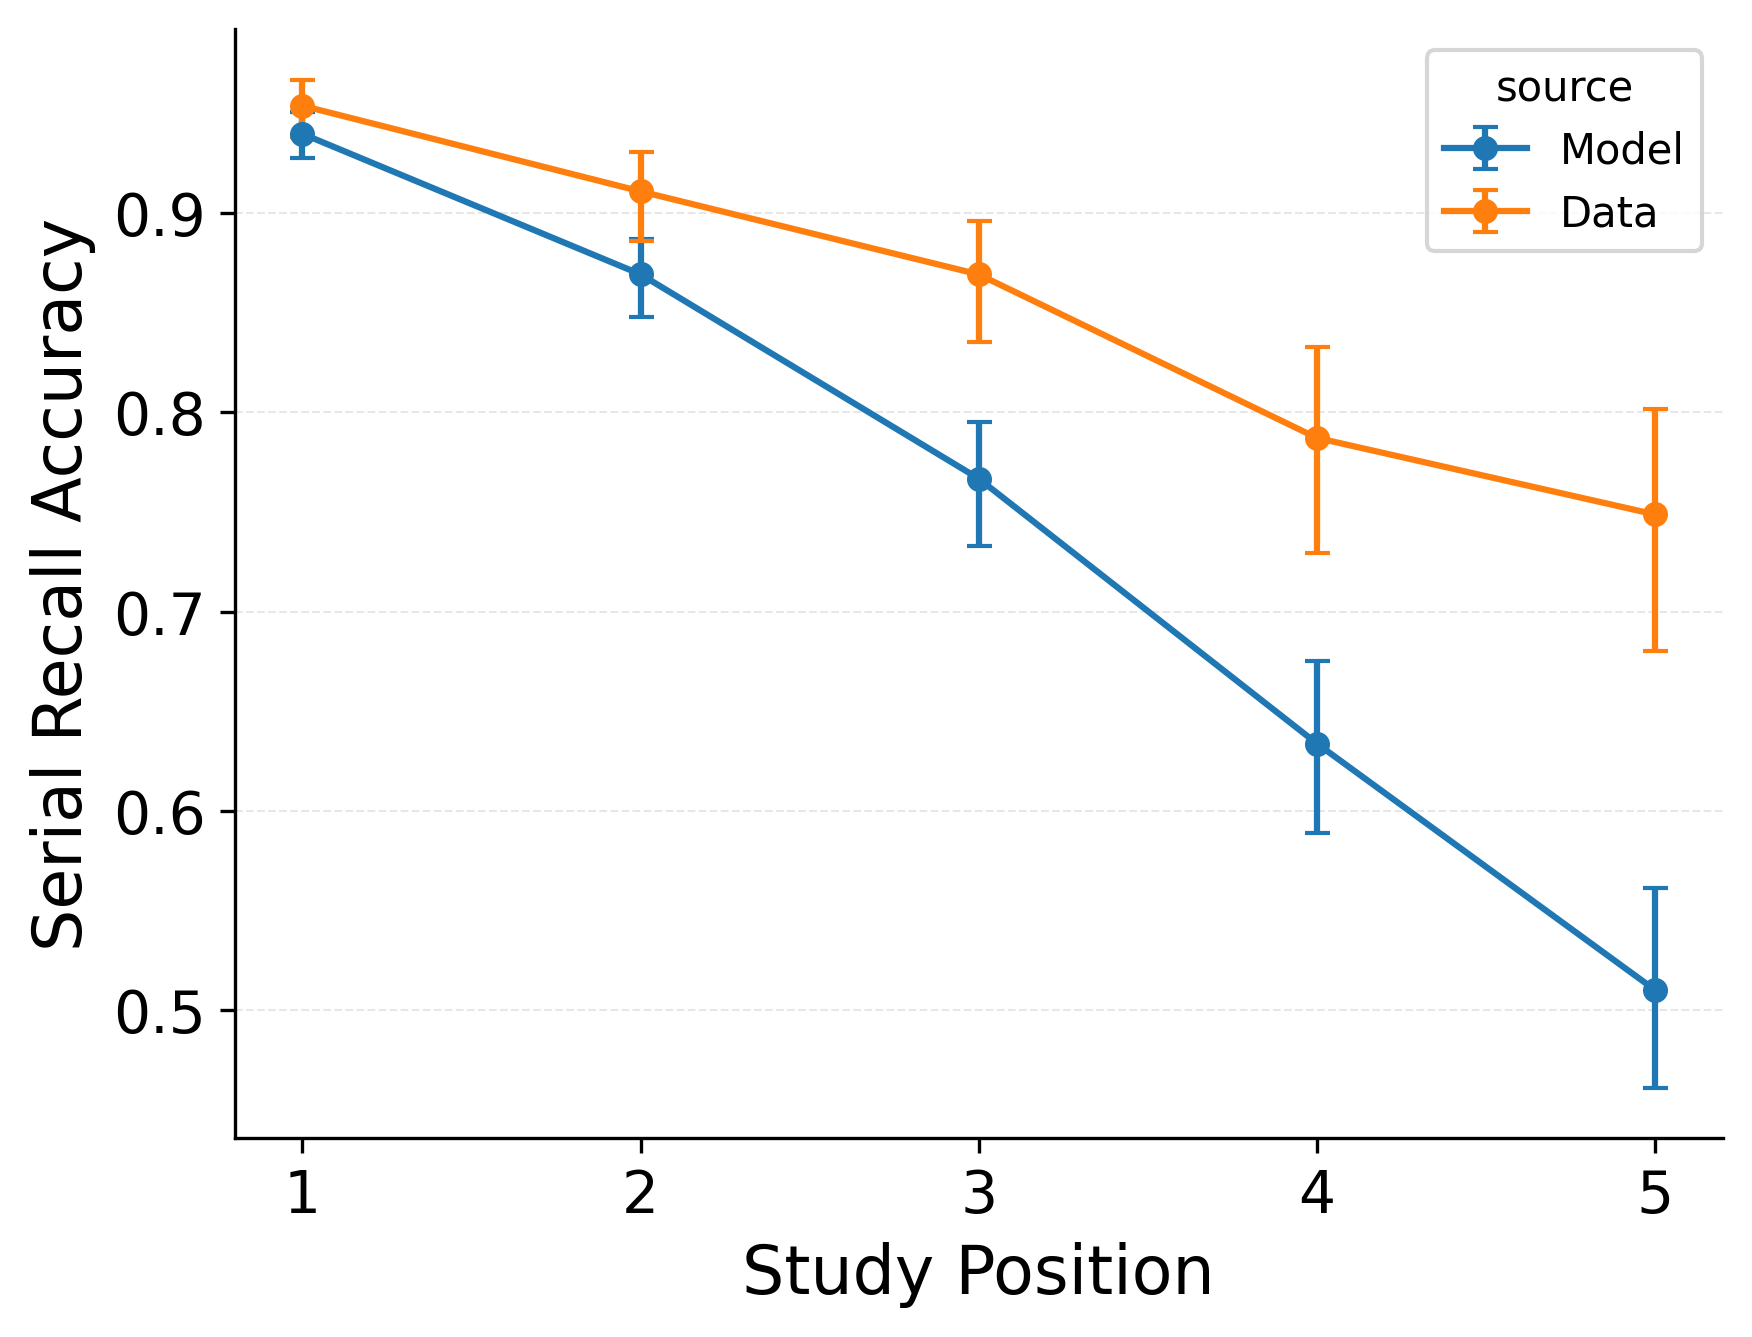 source
Model
Data
0.9
0.8
0.7
0.6
0.5
Serial Recall Accuracy
1 2 3 4 5
Study Position